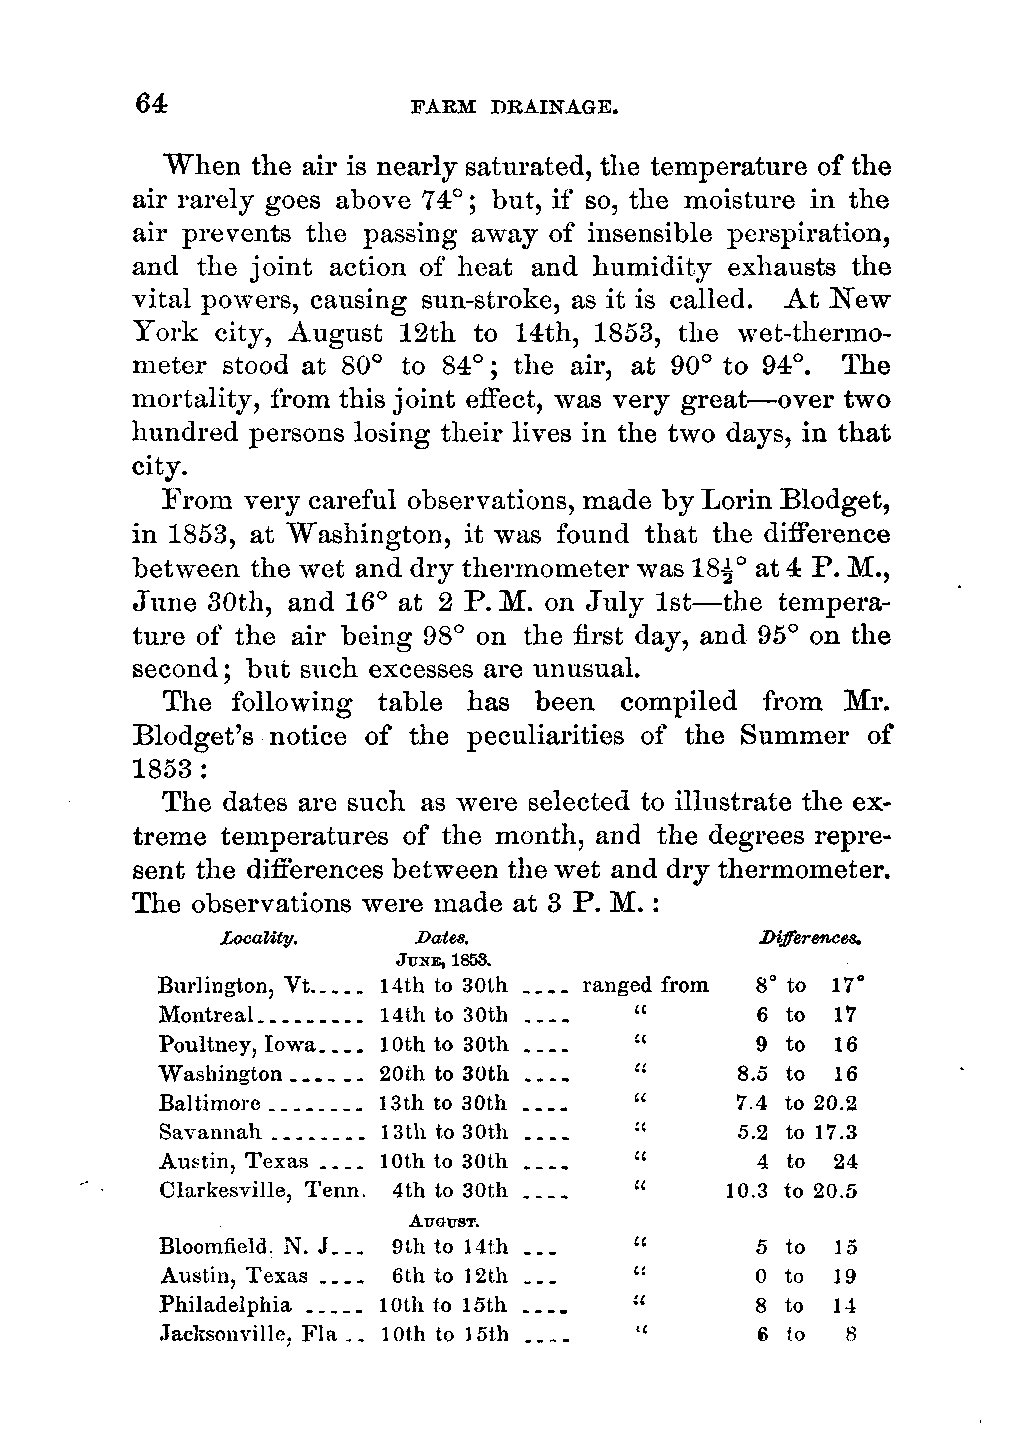 64 FARM DRAINAGE.
When the air is nearly saturated, the temperature of the
air rarely goes above 74°; but, if so, the moisture in the
air prevents the passing away of insensible perspiration,
and the joint action of heat and humidity exhausts the
vital powers, causing sun-stroke, as it is called. At New
York city, August 12th to 14th, 1853, the wet-thermo-
meter stood at 80° to 84°; the air, at 90° to 94°. The
mortality, from this joint effect, was very great—over two
hundred persons losing their lives in the two days, in that
city.
From very careful observations, made by Lorin Blodget,
in 1853, at Washington, it was found that the difference
between the wet and dry thermometer was 18½° at 4 P. M.,
June 30th, and 16° at 2 P. M. on July 1st—the tempera-
ture of the air being 98° on the first day, and 95° on the
second; but such excesses are unusual.
The following table has been compiled from Mr.
Blodget's notice of the peculiarities of the Summer of
1853:
The dates are such as were selected to illustrate the ex-
treme temperatures of the month, and the degrees repre-
sent the differences between the wet and dry thermometer.
The observations were made at 3 P. M.:
Locality. Dates. Differences.
JUNE, 1853.
Burlington, Vt..... 14th to 30th .... ranged from 8° to 17°
Montreal......... 14th to 30th .... “ 6 to 17
Poultney, Iowa.... 10th to 30th .... “ 9 to 16
Washington ...... 20th to 30th .... “ 8.5 to 16
Baltimore ........ 13th to 30th .... “ 7.4 to 20.2
Savannah ........ 13th to 30th .... “ 5.2 to 17.3
Austin, Texas .... 10th to 30th .... “ 4 to 24
Clarkesville, Tenn. 4th to 30th .... “ 10.3 to 20.5
AUGUST.
Bloomfield. N. J... 9th to 14th ... “ 5 to 15
Austin, Texas .... 6th to 12th ... “ 0 to 19
Philadelphia ..... 10th to 15th .... “ 8 to 14
Jacksonville, Fla .. 10th to 15th .... “ 6 to 8